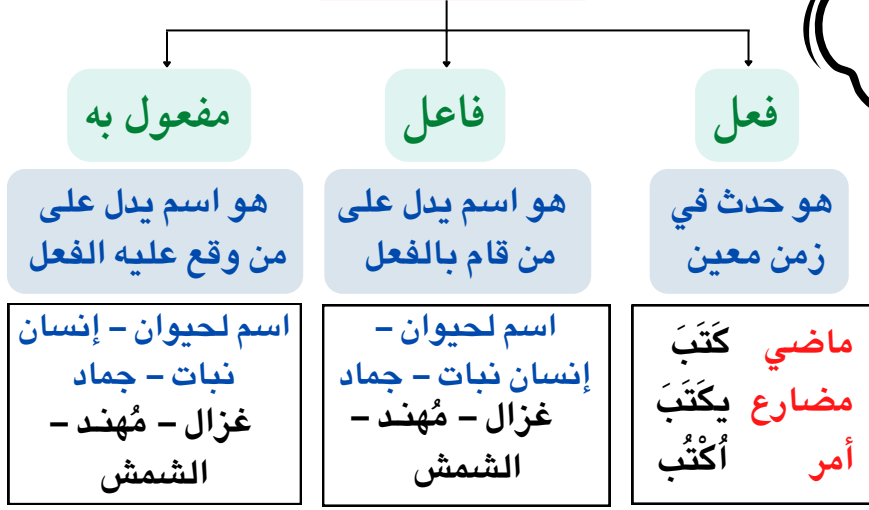 فعل
هو حدث في
زمن معين
ماضي كَتَبَ
مضارع يكَتَبَ
أمر اُكْتُب
فاعل
هو اسم يدل على
من قام بالفعل
اسم لحيوان –
إنسان نبات – جماد
غزال – مُهند –
الشمش
مفعول به
هو اسم يدل على
من وقع عليه الفعل
اسم لحيوان – إنسان
نبات – جماد
غزال – مُهند –
الشمش